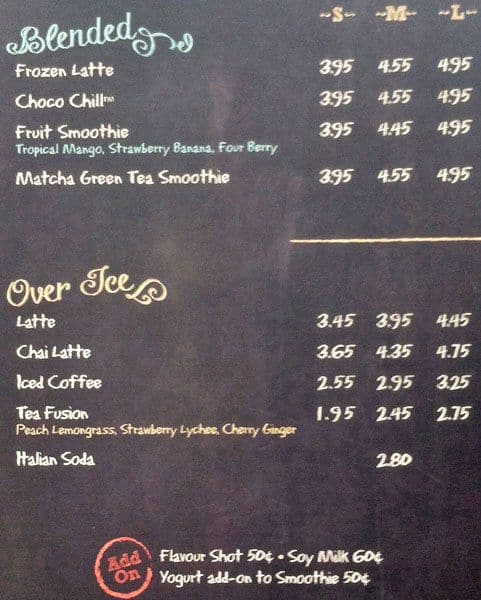 Blended ~S~ ~M~ ~L~
Frozen Latte 3.95 4.55 4.95
Choco Chill™ 3.95 4.55 4.95
Fruit Smoothie 3.95 4.45 4.95
Tropical Mango, Strawberry Banana, Four Berry
Matcha Green Tea Smoothie 3.95 4.55 4.95
Over Ice
Latte 3.45 3.95 4.45
Chai Latte 3.65 4.35 4.75
Iced Coffee 2.55 2.95 3.25
Tea Fusion 1.95 2.45 2.75
Peach Lemongrass, Strawberry Lychee, Cherry Ginger
Italian Soda 2.80
Add On
Flavour Shot 50¢ • Soy Milk 60¢
Yogurt add-on to Smoothie 50¢